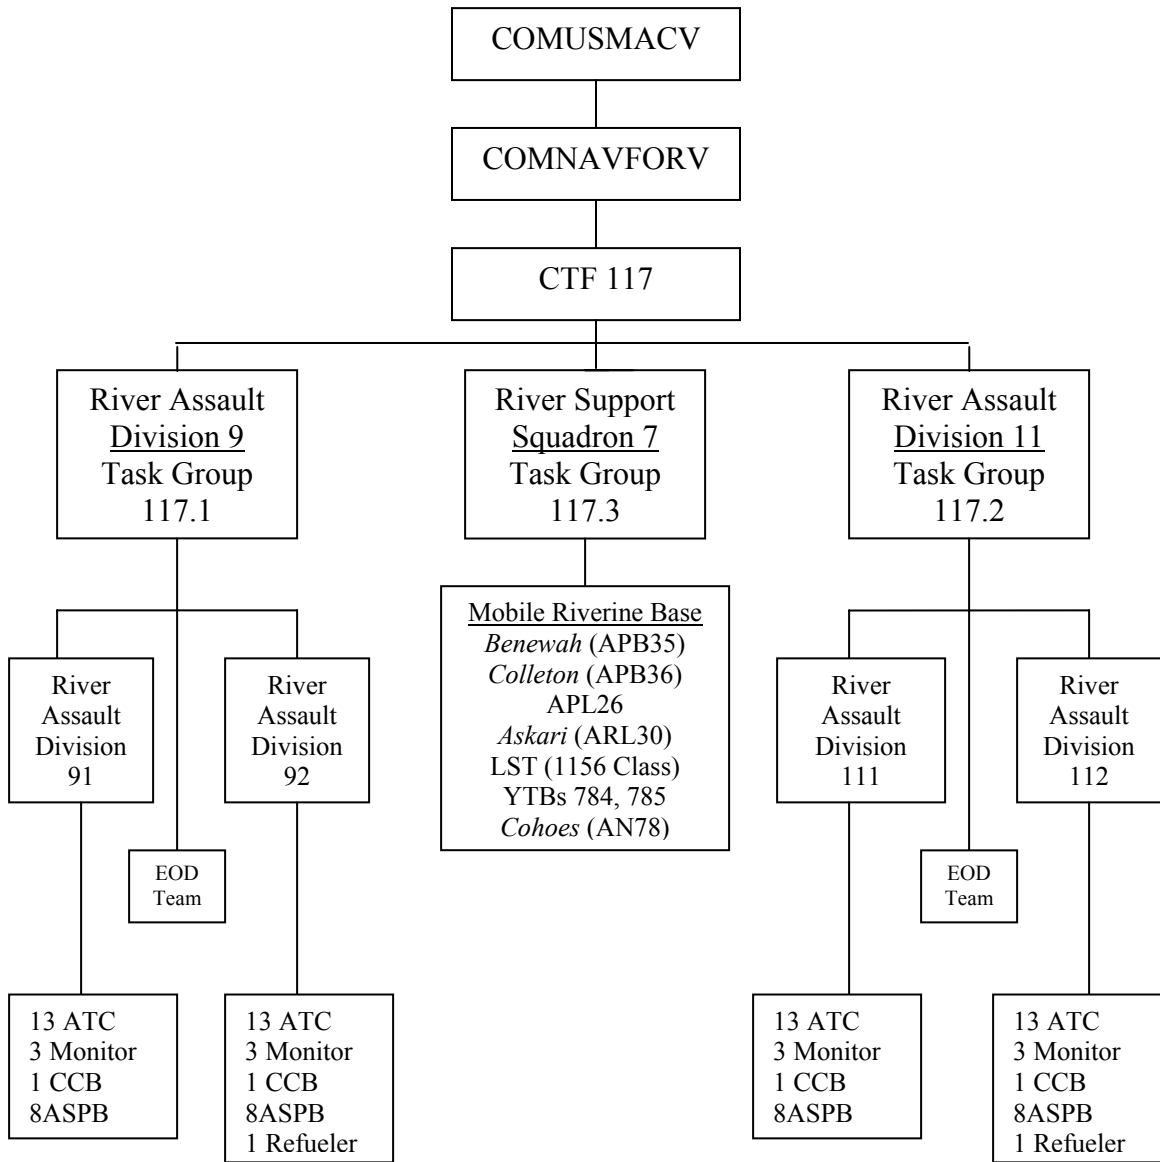 COMUSMACV
COMNAVFORV
CTF 117
River Assault
Division 9
Task Group
117.1
River Support
Squadron 7
Task Group
117.3
River Assault
Division 11
Task Group
117.2
Mobile Riverine Base
Benewah (APB35)
Colleton (APB36)
APL26
Askari (ARL30)
LST (1156 Class)
YTBs 784, 785
Cohoes (AN78)
River
Assault
Division
91
River
Assault
Division
92
River
Assault
Division
111
River
Assault
Division
112
EOD
Team
EOD
Team
13 ATC
3 Monitor
1 CCB
8ASPB
13 ATC
3 Monitor
1 CCB
8ASPB
1 Refueler
13 ATC
3 Monitor
1 CCB
8ASPB
13 ATC
3 Monitor
1 CCB
8ASPB
1 Refueler